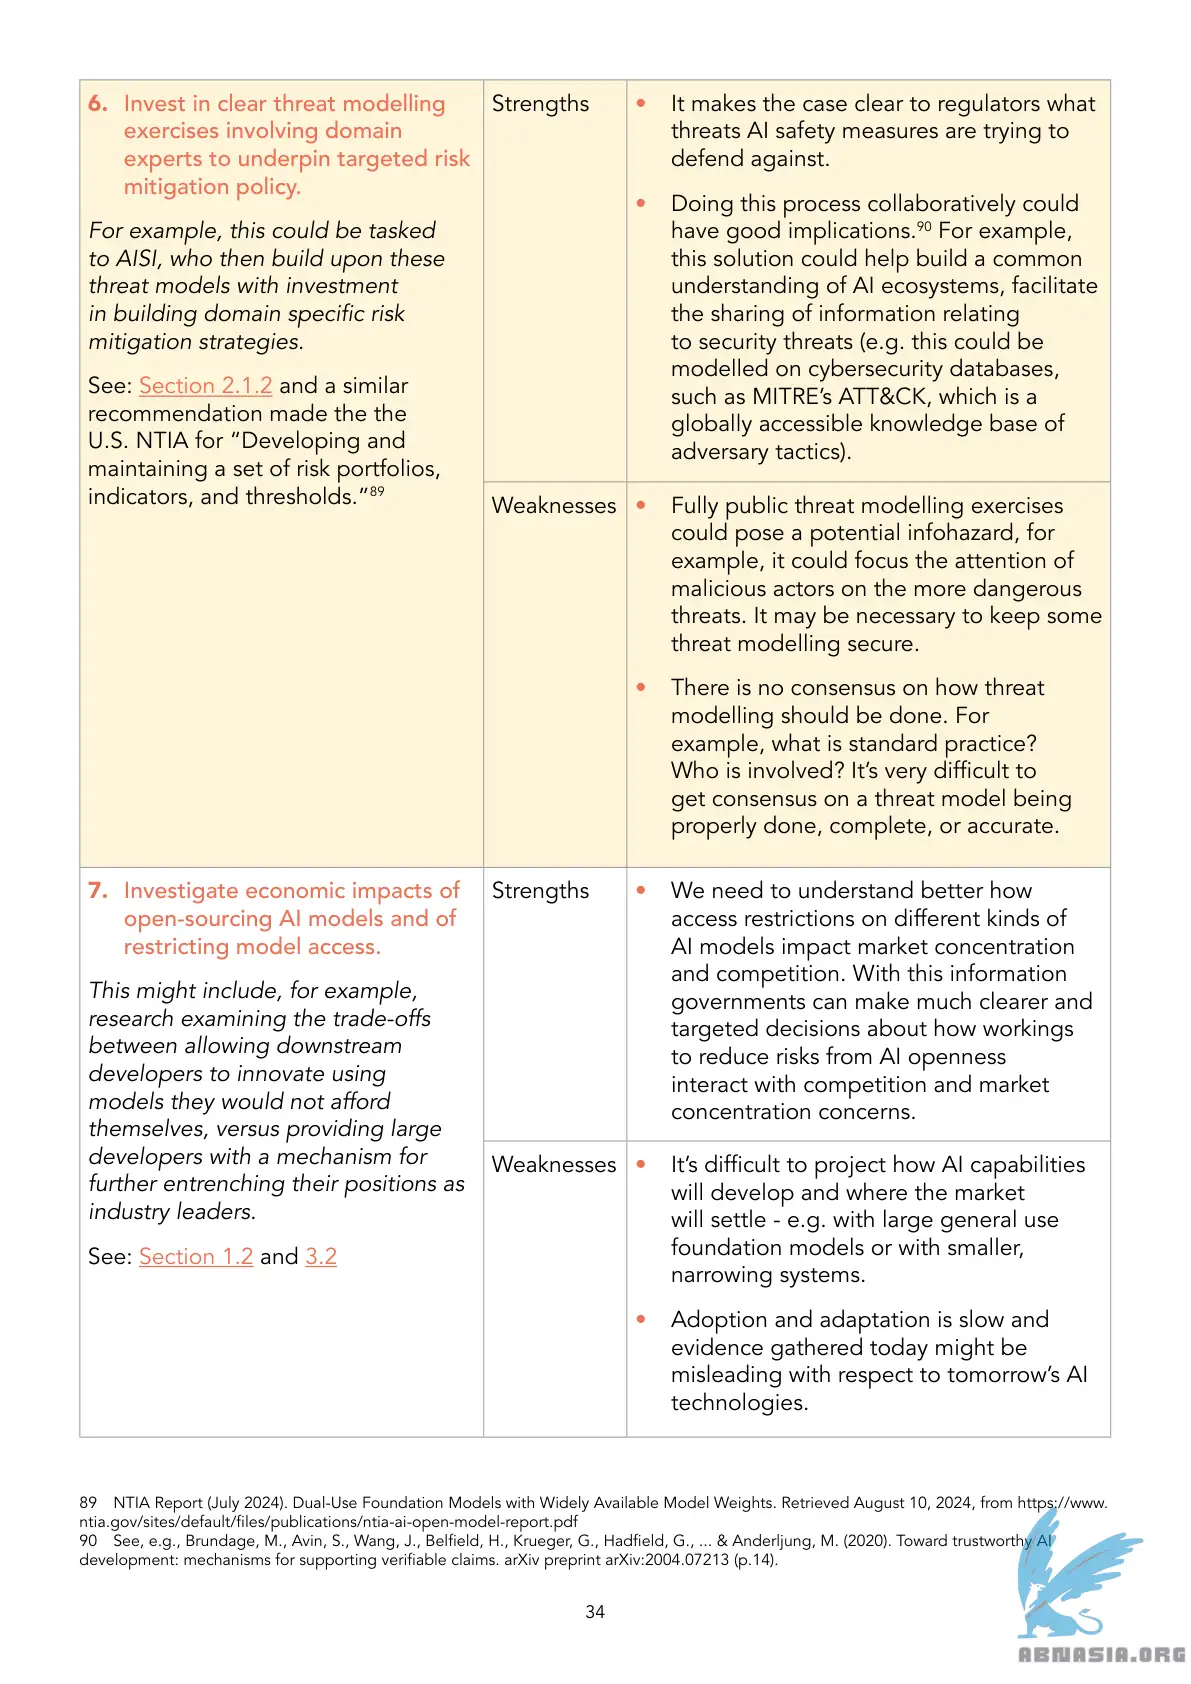 6. Invest in clear threat modelling
exercises involving domain
experts to underpin targeted risk
mitigation policy.
For example, this could be tasked
to AISI, who then build upon these
threat models with investment
in building domain specific risk
mitigation strategies.
See: Section 2.1.2 and a similar
recommendation made the the
U.S. NTIA for “Developing and
maintaining a set of risk portfolios,
indicators, and thresholds.”89
Strengths
• It makes the case clear to regulators what
threats AI safety measures are trying to
defend against.
• Doing this process collaboratively could
have good implications.90 For example,
this solution could help build a common
understanding of AI ecosystems, facilitate
the sharing of information relating
to security threats (e.g. this could be
modelled on cybersecurity databases,
such as MITRE’s ATT&CK, which is a
globally accessible knowledge base of
adversary tactics).
Weaknesses
• Fully public threat modelling exercises
could pose a potential infohazard, for
example, it could focus the attention of
malicious actors on the more dangerous
threats. It may be necessary to keep some
threat modelling secure.
• There is no consensus on how threat
modelling should be done. For
example, what is standard practice?
Who is involved? It’s very difficult to
get consensus on a threat model being
properly done, complete, or accurate.
7. Investigate economic impacts of
open-sourcing AI models and of
restricting model access.
This might include, for example,
research examining the trade-offs
between allowing downstream
developers to innovate using
models they would not afford
themselves, versus providing large
developers with a mechanism for
further entrenching their positions as
industry leaders.
See: Section 1.2 and 3.2
Strengths
• We need to understand better how
access restrictions on different kinds of
AI models impact market concentration
and competition. With this information
governments can make much clearer and
targeted decisions about how workings
to reduce risks from AI openness
interact with competition and market
concentration concerns.
Weaknesses
• It’s difficult to project how AI capabilities
will develop and where the market
will settle - e.g. with large general use
foundation models or with smaller,
narrowing systems.
• Adoption and adaptation is slow and
evidence gathered today might be
misleading with respect to tomorrow’s AI
technologies.
89 NTIA Report (July 2024). Dual-Use Foundation Models with Widely Available Model Weights. Retrieved August 10, 2024, from https://www.
ntia.gov/sites/default/files/publications/ntia-ai-open-model-report.pdf
90 See, e.g., Brundage, M., Avin, S., Wang, J., Belfield, H., Krueger, G., Hadfield, G., ... & Anderljung, M. (2020). Toward trustworthy AI
development: mechanisms for supporting verifiable claims. arXiv preprint arXiv:2004.07213 (p.14).
34
ABNASIA.ORG